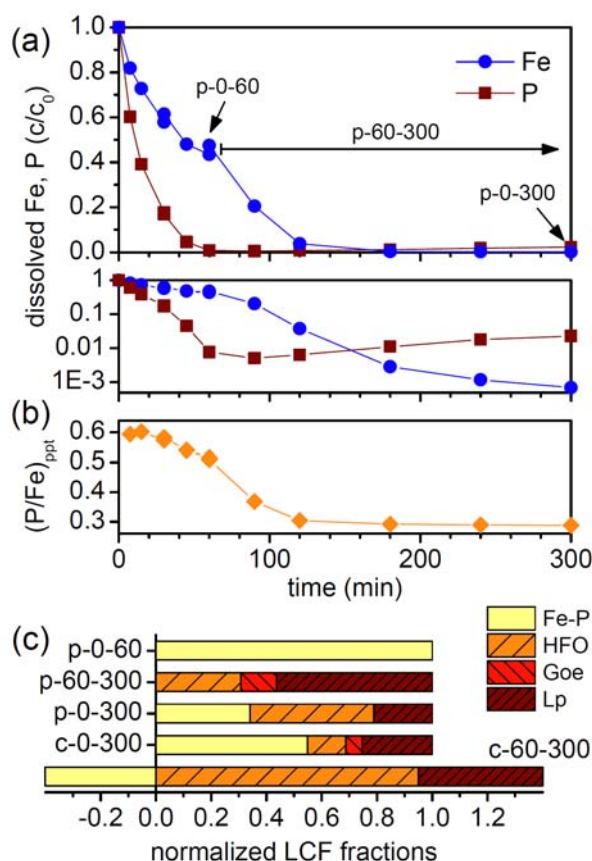 (a)
dissolved Fe, P (c/c0)
1.0
0.8
0.6
0.4
0.2
0.0
Fe
P
p-0-60
p-60-300
p-0-300
1
0.1
0.01
1E-3
(b)
(P/Fe)ppt
0.6
0.5
0.4
0.3
0
100
200
300
time (min)
(c)
Fe-P
HFO
Goe
Lp
p-0-60
p-60-300
p-0-300
c-0-300
c-60-300
-0.2
0.0
0.2
0.4
0.6
0.8
1.0
1.2
normalized LCF fractions